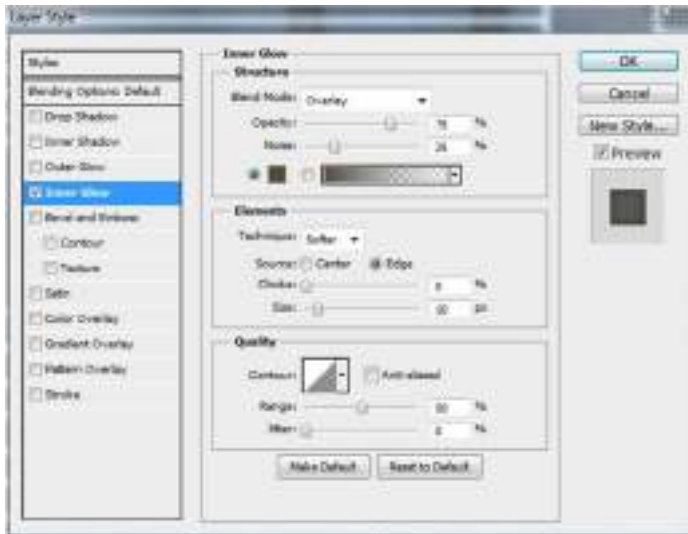 Layer Style
Styles
Blending Options: Default
Drop Shadow
Inner Shadow
Outer Glow
Inner Glow
Bevel and Emboss
Contour
Texture
Satin
Color Overlay
Gradient Overlay
Pattern Overlay
Stroke
Inner Glow
Structure
Blend Mode: Overlay
Opacity: %
Noise: %
Elements
Technique: Softer
Source: Center Edge
Choke: %
Size: px
Quality
Contour: Anti-aliased
Range: %
Jitter: %
Make Default Reset to Default
OK
Cancel
New Style...
Preview